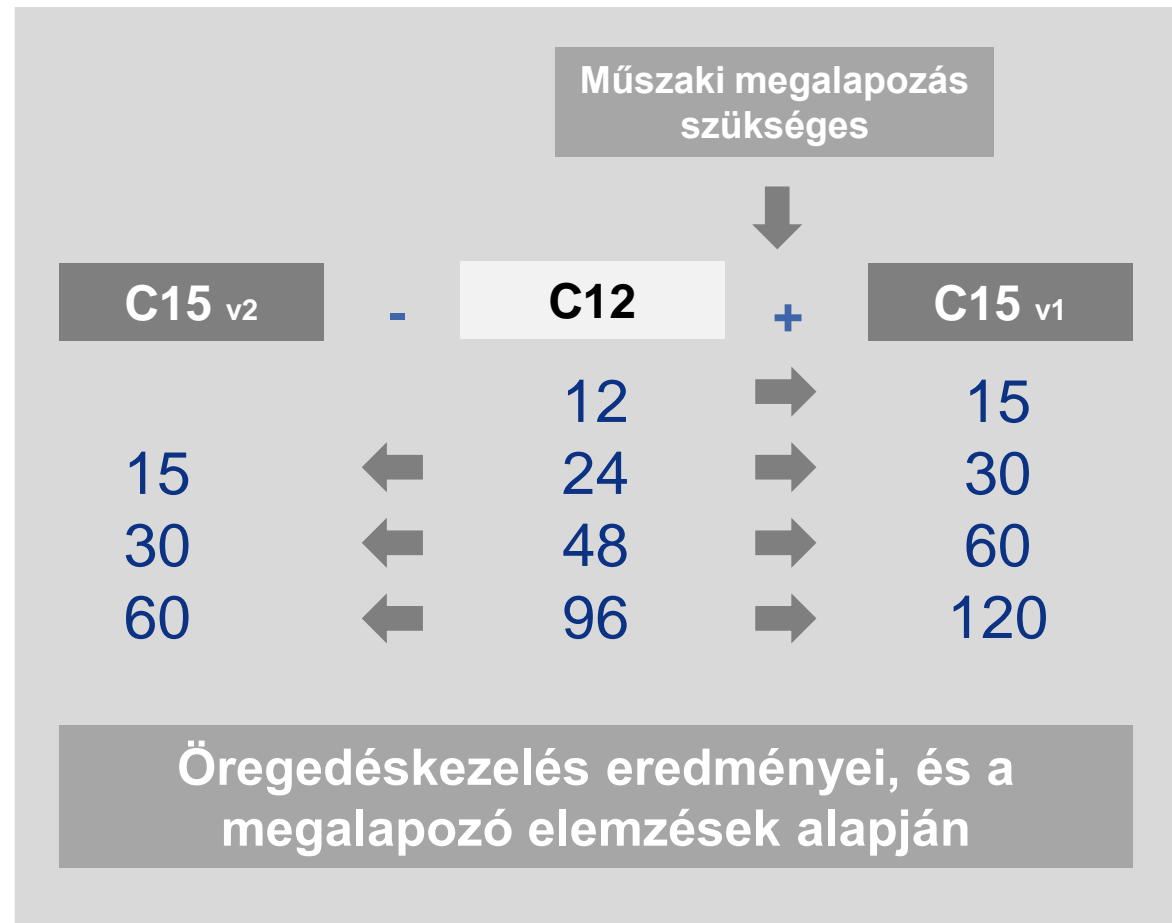 Műszaki megalapozás
szükséges
C15 v2 - C12 + C15 v1
12 15
15 24 30
30 48 60
60 96 120
Öregedéskezelés eredményei, és a
megalapozó elemzések alapján